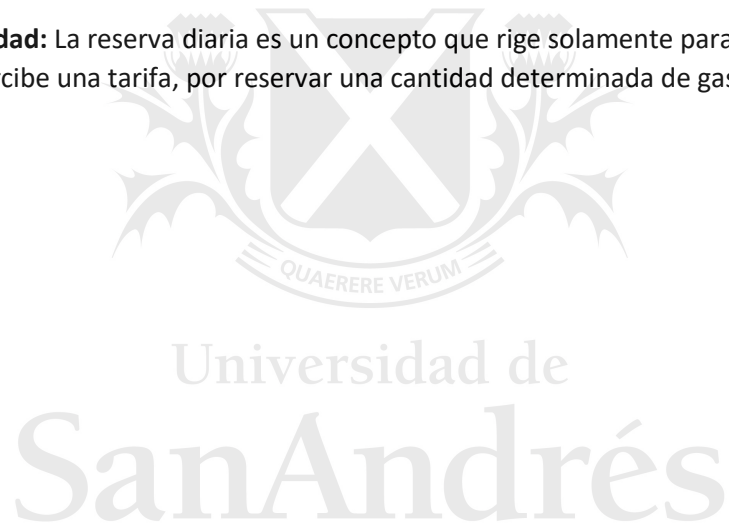 dad: La reserva diaria es un concepto que rige solamente para
cibe una tarifa, por reservar una cantidad determinada de gas
QUAERERE VERUM
Universidad de
SanAndrés